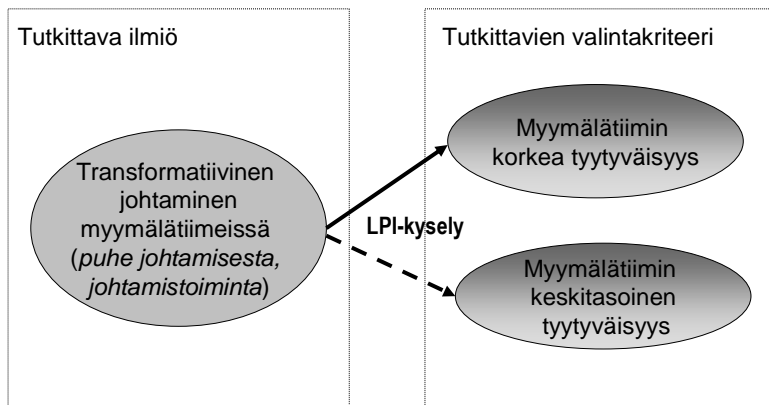 Tutkittava ilmiö
Transformatiivinen
johtaminen
myymälätiimeissä
(puhe johtamisesta,
johtamistoiminta)
LPI-kysely
Tutkittavien valintakriteeri
Myymälätiimin
korkea tyytyväisyys
Myymälätiimin
keskitasoinen
tyytyväisyys